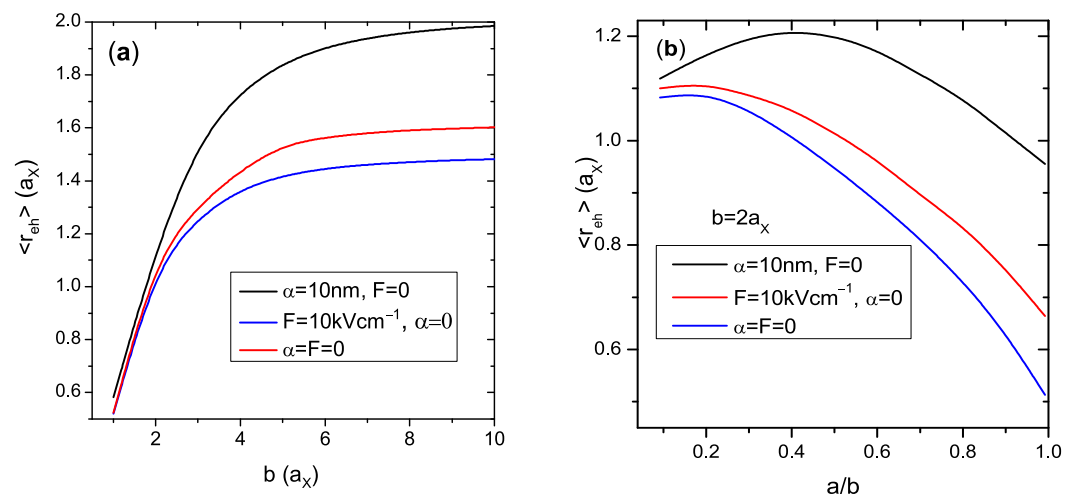 (a)
2.0
1.8
1.6
1.4
1.2
1.0
0.8
0.6
<r_eh> (a_X)
α=10nm, F=0
F=10kVcm⁻¹, α=0
α=F=0
2 4 6 8 10
b (a_X)
(b)
1.2
1.0
0.8
0.6
<r_eh> (a_X)
b=2a_X
α=10nm, F=0
F=10kVcm⁻¹, α=0
α=F=0
0.2 0.4 0.6 0.8 1.0
a/b